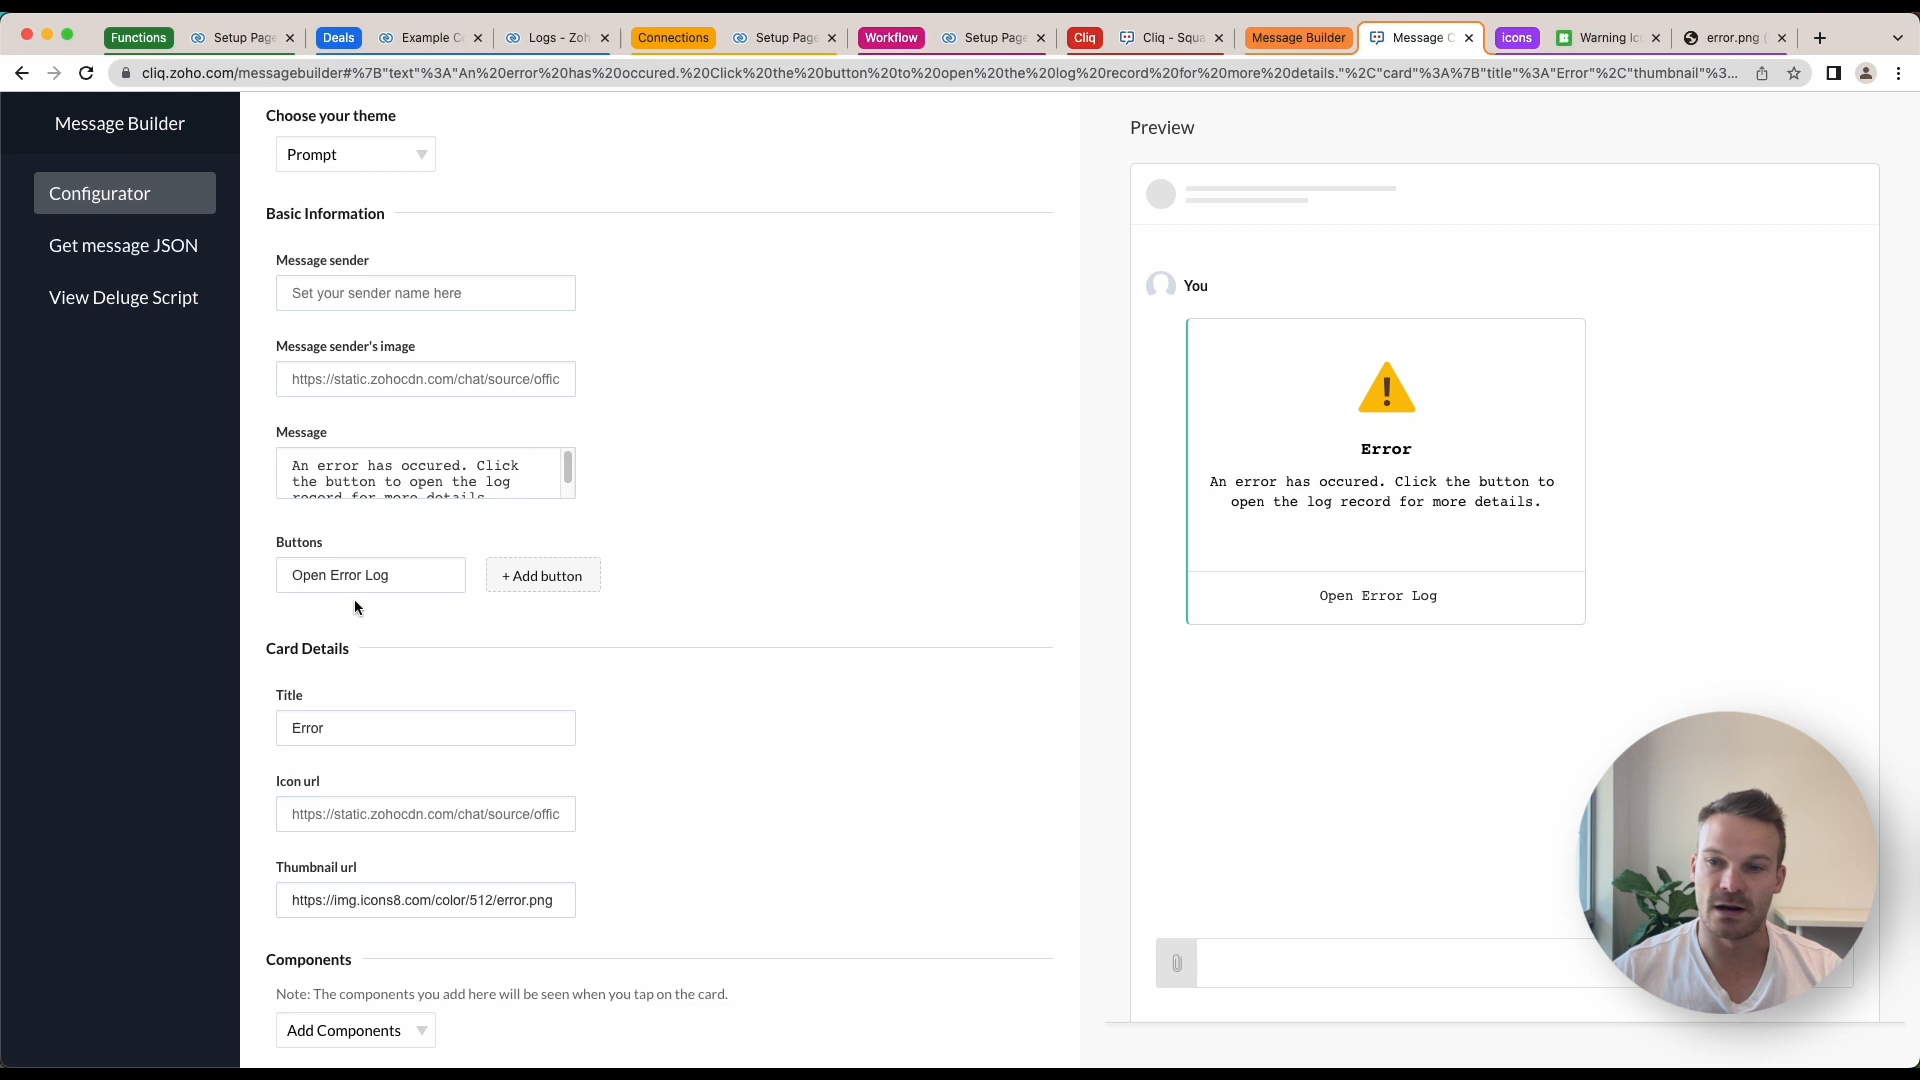 Functions
Setup Page
Deals
Example C
Logs - Zoh
Connections
Setup Page
Workflow
Setup Page
Cliq
Cliq - Squa
Message Builder
Message C
icons
Warning Ic
error.png (
cliq.zoho.com/messagebuilder#%7B"text"%3A"An%20error%20has%20occured.%20Click%20the%20button%20to%20open%20the%20log%20record%20for%20more%20details."%2C"card"%3A%7B"title"%3A"Error"%2C"thumbnail"%3...
Message Builder
Configurator
Get message JSON
View Deluge Script
Choose your theme
Prompt
Basic Information
Message sender
Set your sender name here
Message sender's image
https://static.zohocdn.com/chat/source/offic
Message
An error has occured. Click
the button to open the log
record for more details.
Buttons
Open Error Log
+ Add button
Card Details
Title
Error
Icon url
https://static.zohocdn.com/chat/source/offic
Thumbnail url
https://img.icons8.com/color/512/error.png
Components
Note: The components you add here will be seen when you tap on the card.
Add Components
Preview
You
Error
An error has occured. Click the button to
open the log record for more details.
Open Error Log